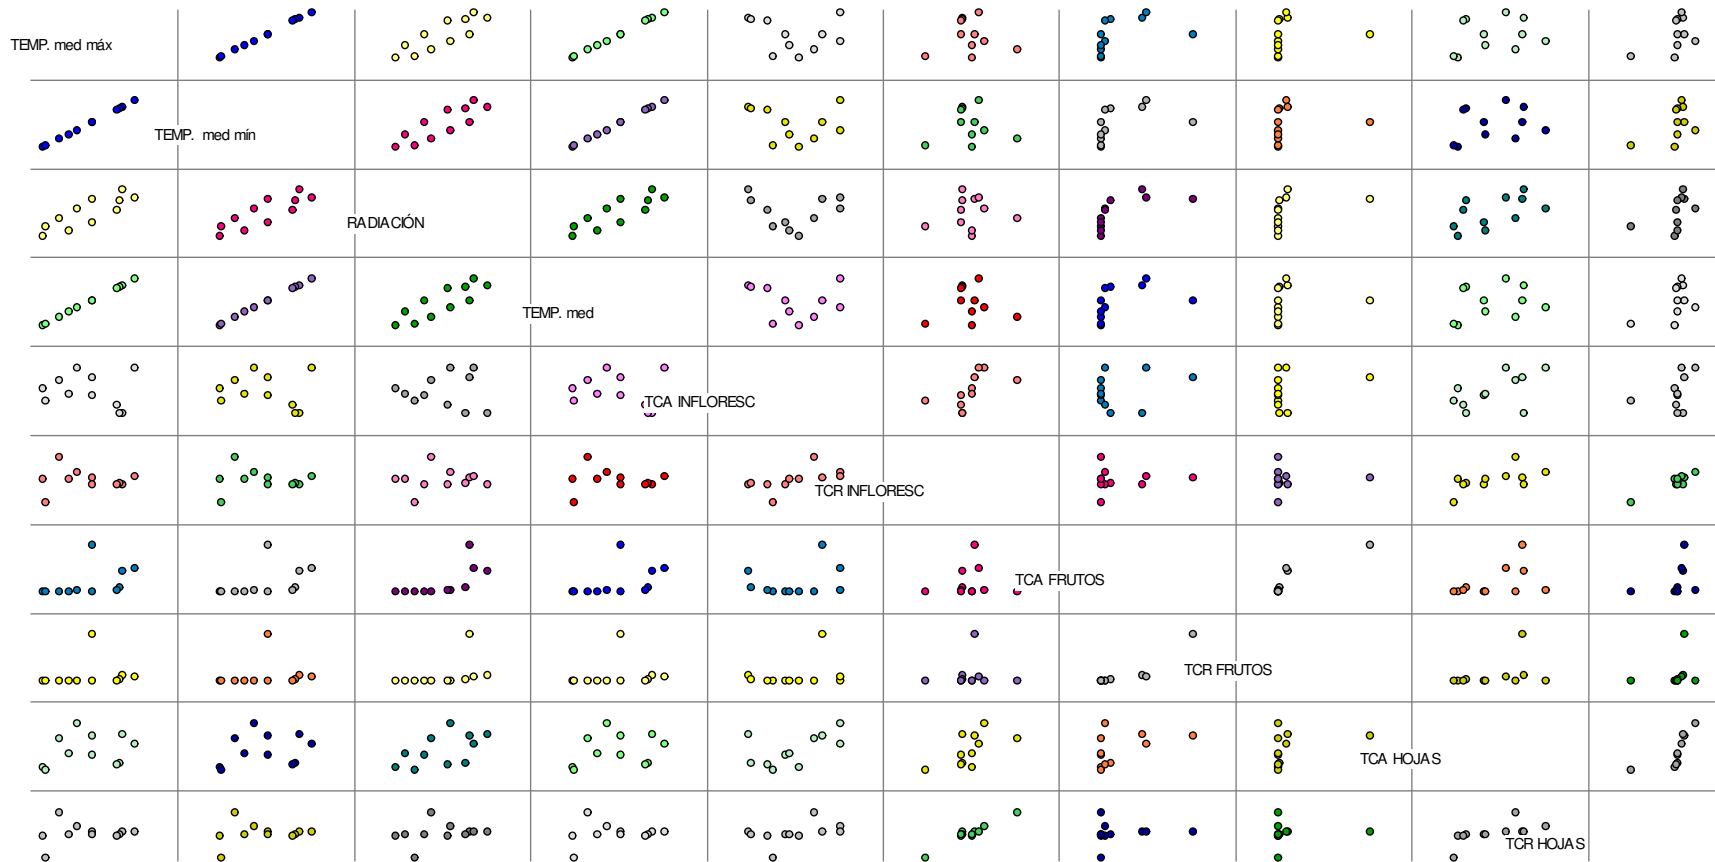 TEMP. med máx
TEMP. med mín
RADIACIÓN
TEMP. med
TCA INFLORESC
TCR INFLORESC
TCA FRUTOS
TCR FRUTOS
TCA HOJAS
TCR HOJAS